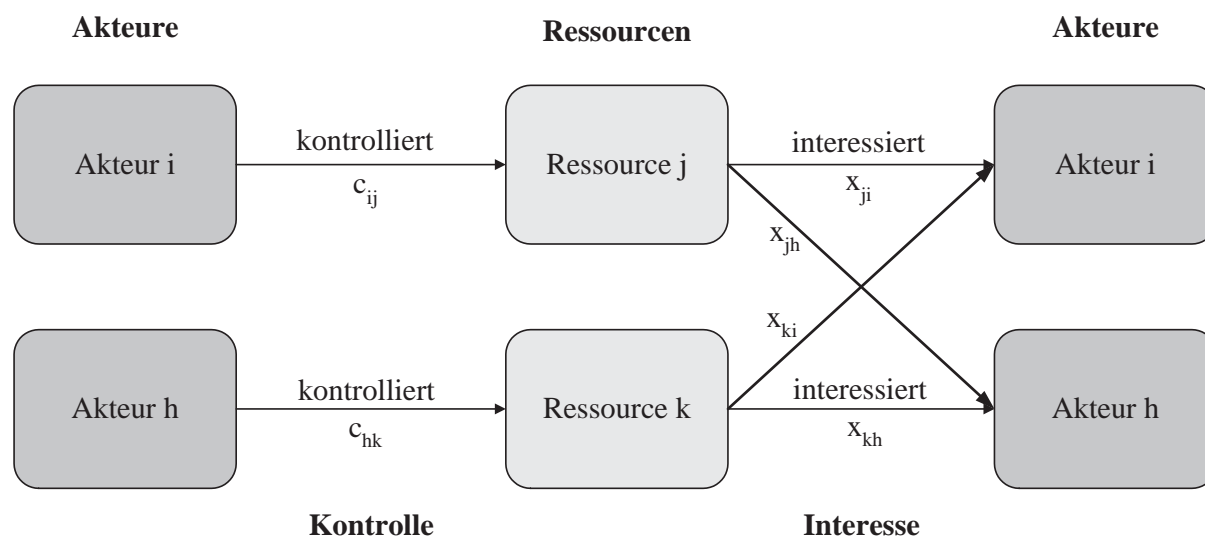 Akteure
Ressourcen
Akteure
Akteur i
kontrolliert
c_ij
Ressource j
interessiert
x_ji
Akteur i
x_jh
x_ki
Akteur h
kontrolliert
c_hk
Ressource k
interessiert
x_kh
Akteur h
Kontrolle
Interesse